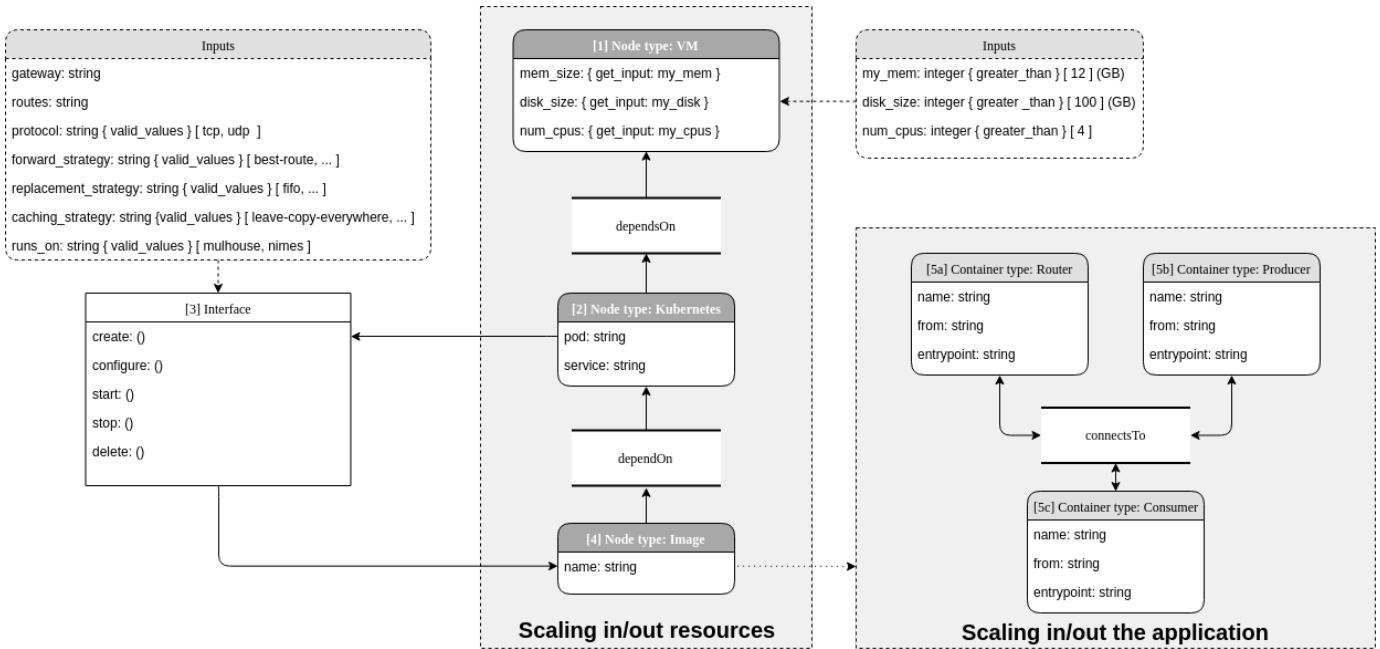 Inputs
gateway: string
routes: string
protocol: string { valid_values } [ tcp, udp  ]
forward_strategy: string { valid_values } [ best-route, ... ]
replacement_strategy: string { valid_values } [ fifo, ... ]
caching_strategy: string {valid_values } [ leave-copy-everywhere, ... ]
runs_on: string { valid_values } [ mulhouse, nimes ]
[3] Interface
create: ()
configure: ()
start: ()
stop: ()
delete: ()
[1] Node type: VM
mem_size: { get_input: my_mem }
disk_size: { get_input: my_disk }
num_cpus: { get_input: my_cpus }
dependsOn
[2] Node type: Kubernetes
pod: string
service: string
dependOn
[4] Node type: Image
name: string
Scaling in/out resources
Inputs
my_mem: integer { greater_than } [ 12 ] (GB)
disk_size: integer { greater _than } [ 100 ] (GB)
num_cpus: integer { greater_than } [ 4 ]
[5a] Container type: Router
name: string
from: string
entrypoint: string
[5b] Container type: Producer
name: string
from: string
entrypoint: string
connectsTo
[5c] Container type: Consumer
name: string
from: string
entrypoint: string
Scaling in/out the application